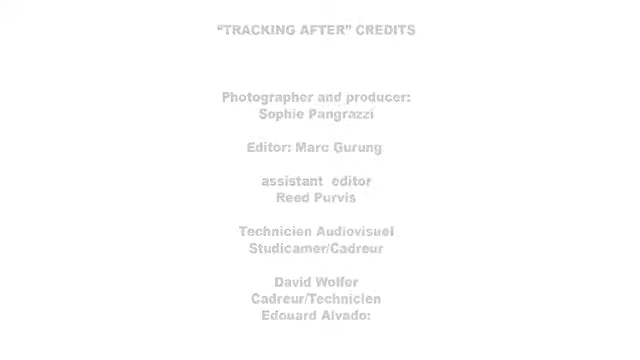 “TRACKING AFTER” CREDITS
Photographer and producer:
Sophie Pangrazzi
Editor: Marc Gurung
assistant editor
Reed Purvis
Technicien Audiovisuel
Studicamer/Cadreur
David Wolfer
Cadreur/Technicien
Edouard Alvado: